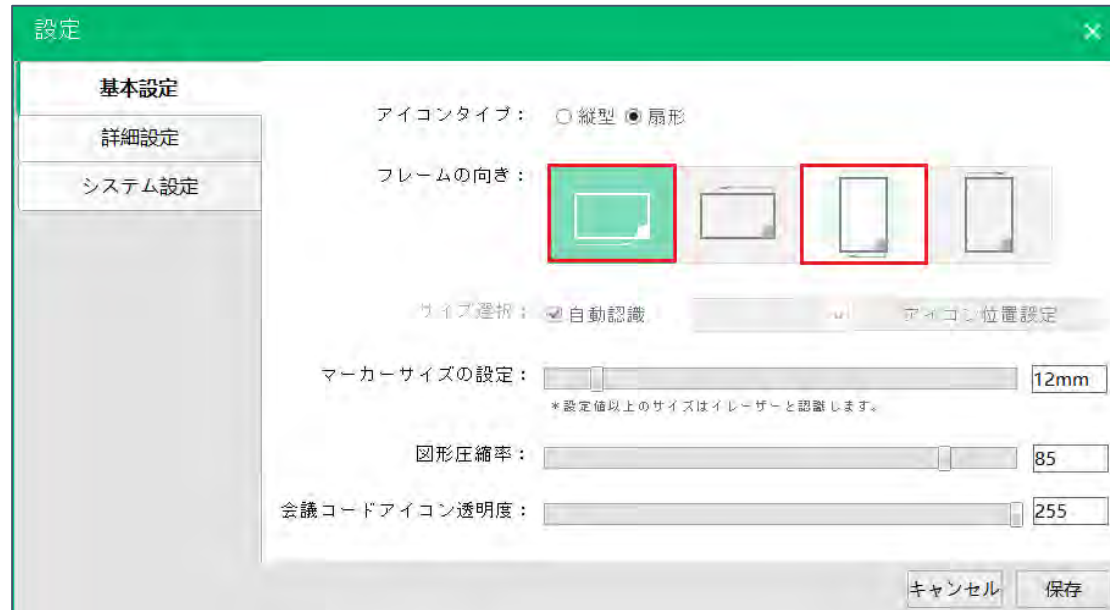 設定
基本設定
詳細設定
システム設定
アイコンタイプ： 縦型 扇形
フレームの向き：
サイズ選択： 自動認識 アイコン位置設定
マーカーサイズの設定： 12mm
*設定値以上のサイズはイレーザーと認識します。
図形圧縮率： 85
会議コードアイコン透明度： 255
キャンセル 保存